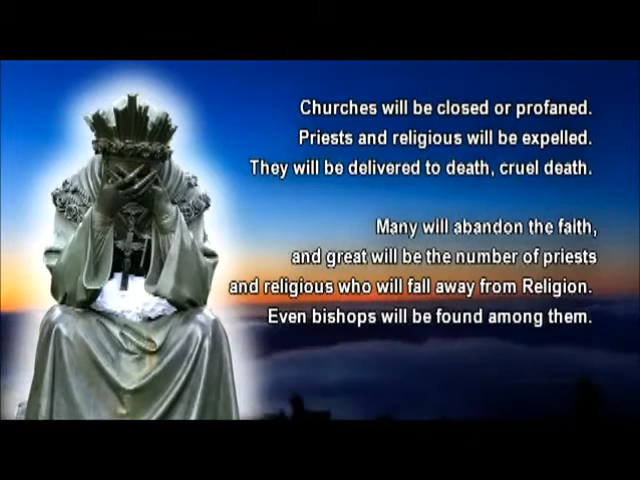 Churches will be closed or profaned.
Priests and religious will be expelled.
They will be delivered to death, cruel death.
Many will abandon the faith,
and great will be the number of priests
and religious who will fall away from Religion.
Even bishops will be found among them.